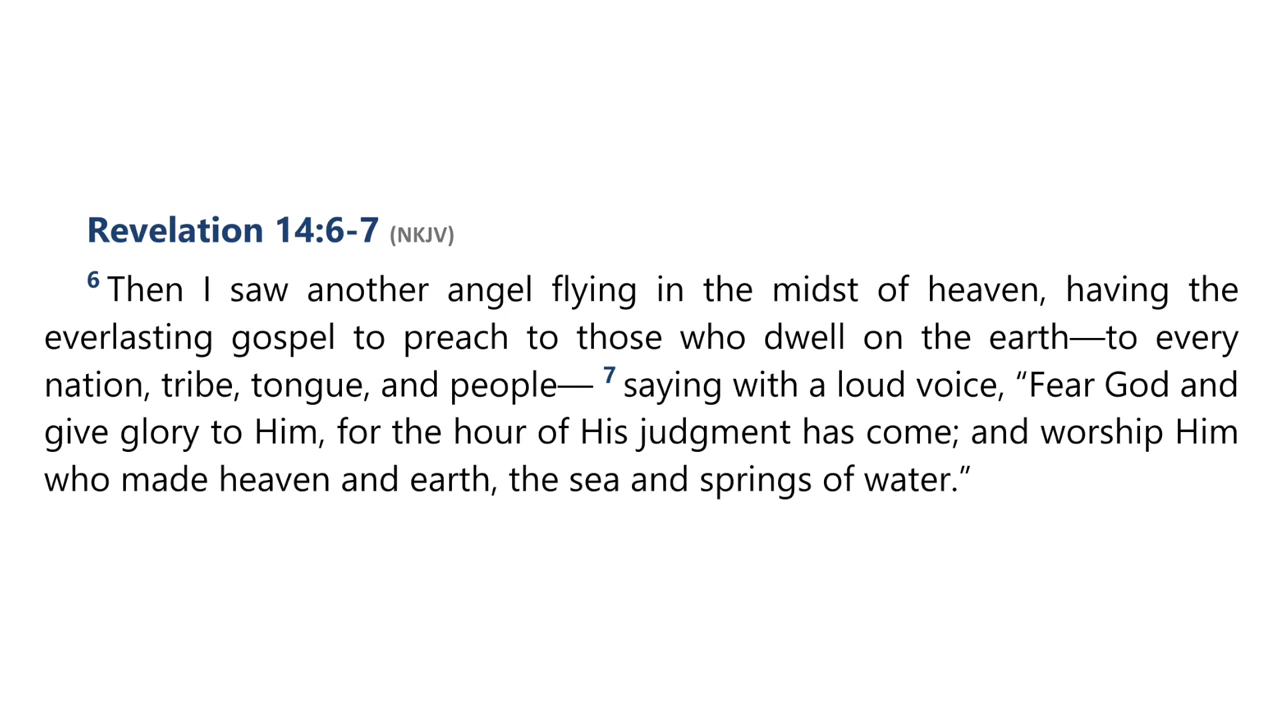 Revelation 14:6-7 (NKJV)
6 Then I saw another angel flying in the midst of heaven, having the
everlasting gospel to preach to those who dwell on the earth—to every
nation, tribe, tongue, and people— 7 saying with a loud voice, “Fear God and
give glory to Him, for the hour of His judgment has come; and worship Him
who made heaven and earth, the sea and springs of water.”